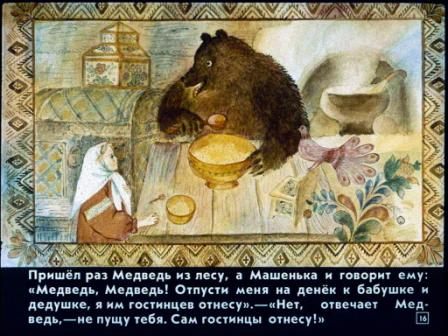 Пришёл раз Медведь из лесу, а Машенька и говорит ему:
«Медведь, Медведь! Отпусти меня на денёк к бабушке и
дедушке, я им гостинцев отнесу».—«Нет, отвечает Мед-
ведь,—не пущу тебя. Сам гостинцы отнесу!»
16